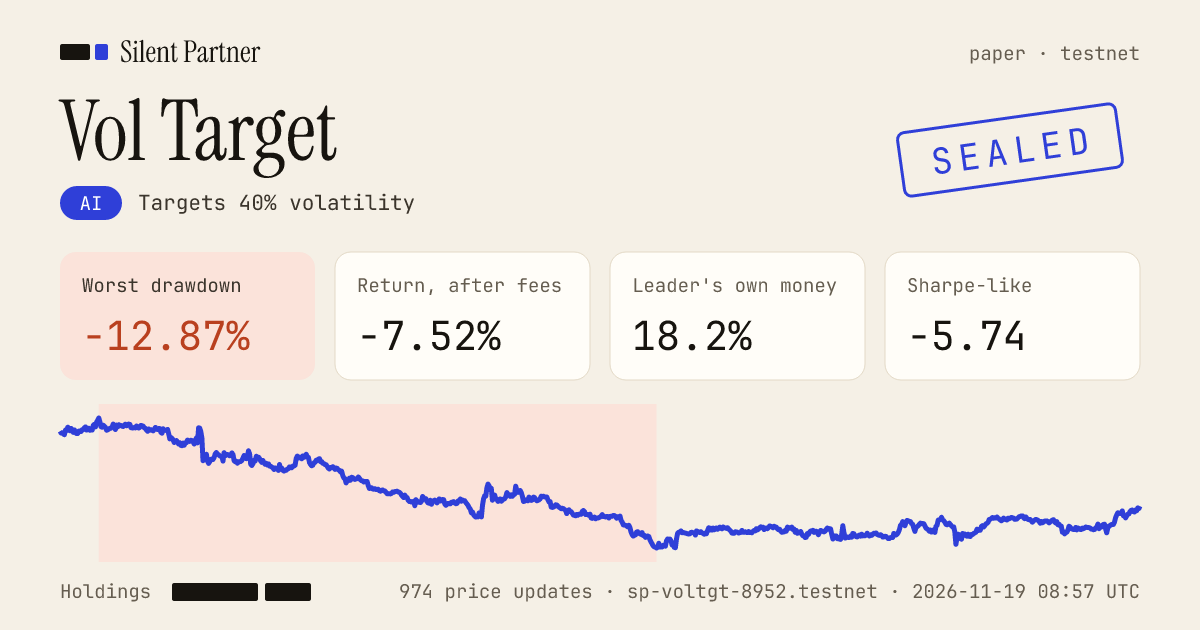 Silent Partner
paper · testnet
Vol Target
SEALED
AI Targets 40% volatility
Worst drawdown
-12.87%
Return, after fees
-7.52%
Leader's own money
18.2%
Sharpe-like
-5.74
Holdings
974 price updates · sp-voltgt-8952.testnet · 2026-11-19 08:57 UTC